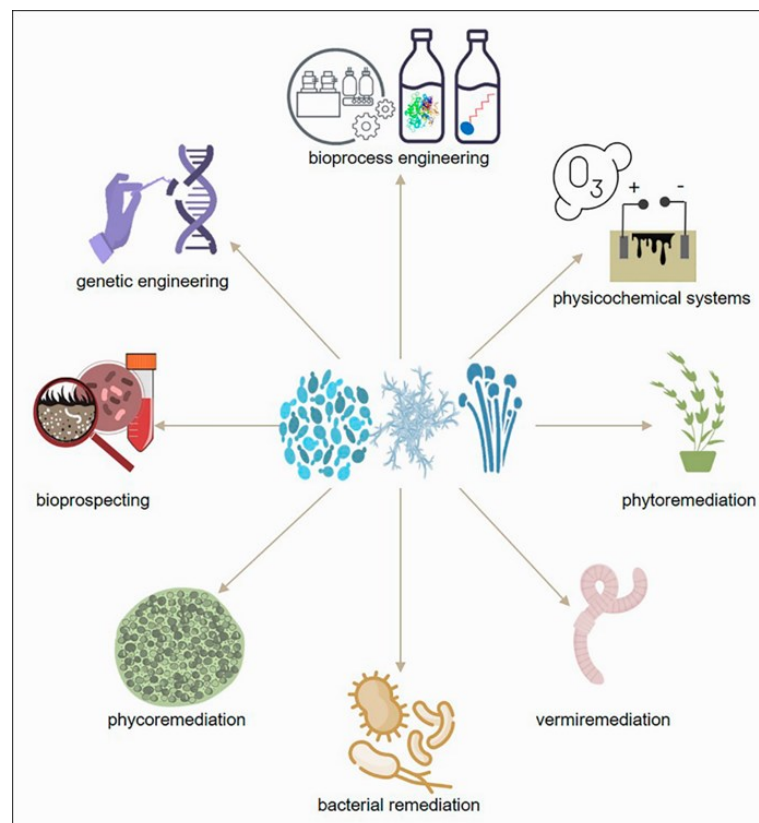 bioprocess engineering
O3
+ -
genetic engineering
physicochemical systems
bioprospecting
phytoremediation
phycoremediation
vermiremediation
bacterial remediation